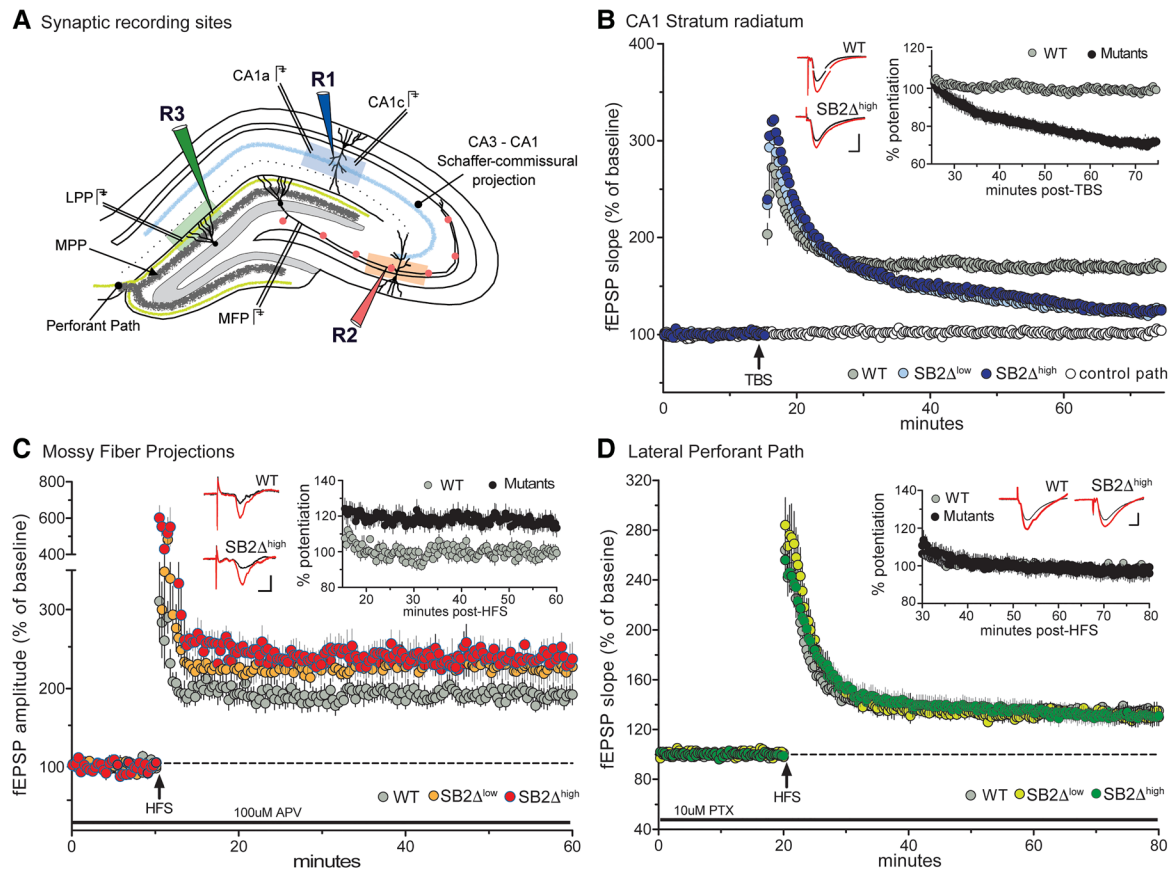 A Synaptic recording sites
R1
CA1a
CA1c
R3
CA3 - CA1
Schaffer-commissural
projection
LPP
MPP
Perforant Path
MFP
R2
B CA1 Stratum radiatum
fEPSP slope (% of baseline)
400
300
200
100
0
20
40
60
minutes
TBS
WT
SB2Δhigh
% potentiation
120
100
80
60
30
40
50
60
70
minutes post-TBS
WT Mutants
WT SB2Δlow SB2Δhigh control path
C Mossy Fiber Projections
fEPSP amplitude (% of baseline)
800
600
400
300
200
100
0
20
40
60
minutes
HFS
100uM APV
WT
SB2Δhigh
% potentiation
140
120
100
80
20
30
40
50
60
minutes post-HFS
WT Mutants
WT SB2Δlow SB2Δhigh
D Lateral Perforant Path
fEPSP slope (% of baseline)
320
280
240
200
160
120
80
40
0
20
40
60
80
minutes
HFS
10uM PTX
% potentiation
140
120
100
80
30
40
50
60
70
80
minutes post-HFS
WT
Mutants
WT SB2Δhigh
WT SB2Δlow SB2Δhigh